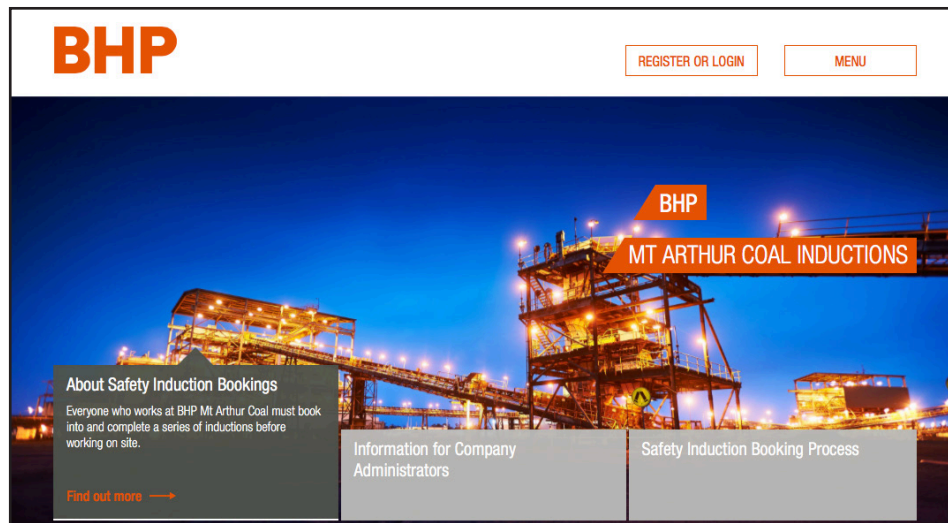 BHP
REGISTER OR LOGIN
MENU
BHP
MT ARTHUR COAL INDUCTIONS
About Safety Induction Bookings
Everyone who works at BHP Mt Arthur Coal must book
into and complete a series of inductions before
working on site.
Find out more
Information for Company
Administrators
Safety Induction Booking Process